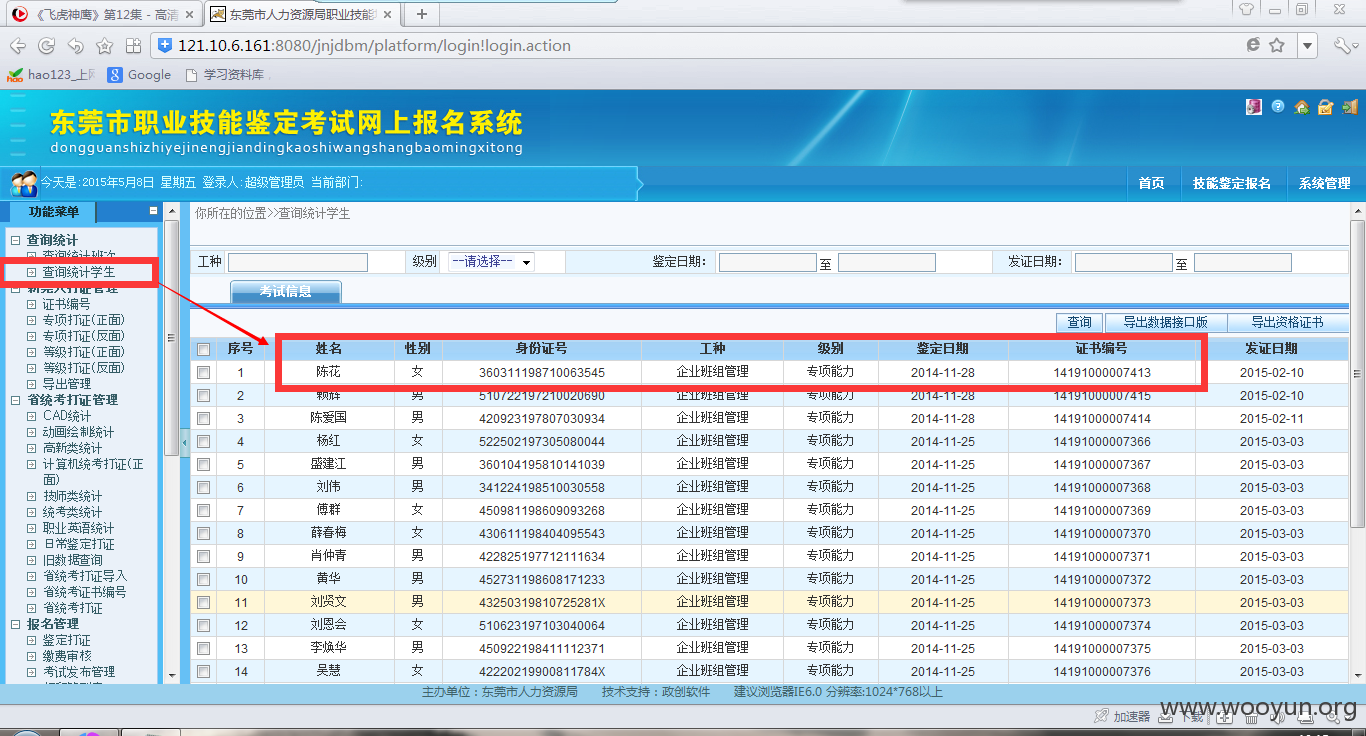 《飞虎神鹰》第12集 - 高清
东莞市人力资源局职业技能
121.10.6.161:8080/jnjdbm/platform/login!login.action
hao123_上网 Google 学习资料库
东莞市职业技能鉴定考试网上报名系统
dongguanshizhiyejinengjiandingkaoshiwangshangbaomingxitong
今天是:2015年5月8日 星期五 登录人:超级管理员 当前部门:
首页 技能鉴定报名 系统管理
功能菜单
查询统计
查询统计班次
查询统计学生
证书编号
专项打证(正面)
专项打证(反面)
等级打证(正面)
等级打证(反面)
导出管理
省统考打证管理
CAD统计
动画绘制统计
高新类统计
计算机统考打证(正
面)
技师类统计
统考类统计
职业英语统计
日常鉴定打证
旧数据查询
省统考打证导入
省统考证书编号
省统考打证
报名管理
鉴定打证
缴费审核
考试发布管理
你所在的位置>>查询统计学生
工种 级别 --请选择-- 鉴定日期: 至 发证日期: 至
考试信息
查询 导出数据接口版 导出资格证书
序号 姓名 性别 身份证号 工种 级别 鉴定日期 证书编号 发证日期
1 陈花 女 360311198710063545 企业班组管理 专项能力 2014-11-28 14191000007413 2015-02-10
2 赖辉 男 510722197210020690 企业班组管理 专项能力 2014-11-28 14191000007415 2015-02-10
3 陈爱国 男 420923197807030934 企业班组管理 专项能力 2014-11-28 14191000007414 2015-02-11
4 杨红 女 522502197305080044 企业班组管理 专项能力 2014-11-25 14191000007366 2015-03-03
5 盛建江 男 360104195810141039 企业班组管理 专项能力 2014-11-25 14191000007367 2015-03-03
6 刘伟 男 341224198510030558 企业班组管理 专项能力 2014-11-25 14191000007368 2015-03-03
7 傅群 女 450981198609093268 企业班组管理 专项能力 2014-11-25 14191000007369 2015-03-03
8 薛春梅 女 430611198404095543 企业班组管理 专项能力 2014-11-25 14191000007370 2015-03-03
9 肖仲青 男 422825197712111634 企业班组管理 专项能力 2014-11-25 14191000007371 2015-03-03
10 黄华 男 452731198608171233 企业班组管理 专项能力 2014-11-25 14191000007372 2015-03-03
11 刘贤文 男 43250319810725281X 企业班组管理 专项能力 2014-11-25 14191000007373 2015-03-03
12 刘恩会 女 510623197103040064 企业班组管理 专项能力 2014-11-25 14191000007374 2015-03-03
13 李焕华 男 450922198411112371 企业班组管理 专项能力 2014-11-25 14191000007375 2015-03-03
14 吴慧 女 42220219900811784X 企业班组管理 专项能力 2014-11-25 14191000007376 2015-03-03
主办单位：东莞市人力资源局 技术支持：政创软件 建议浏览器IE6.0 分辨率:1024*768以上
www.wooyun.org
加速器 下载